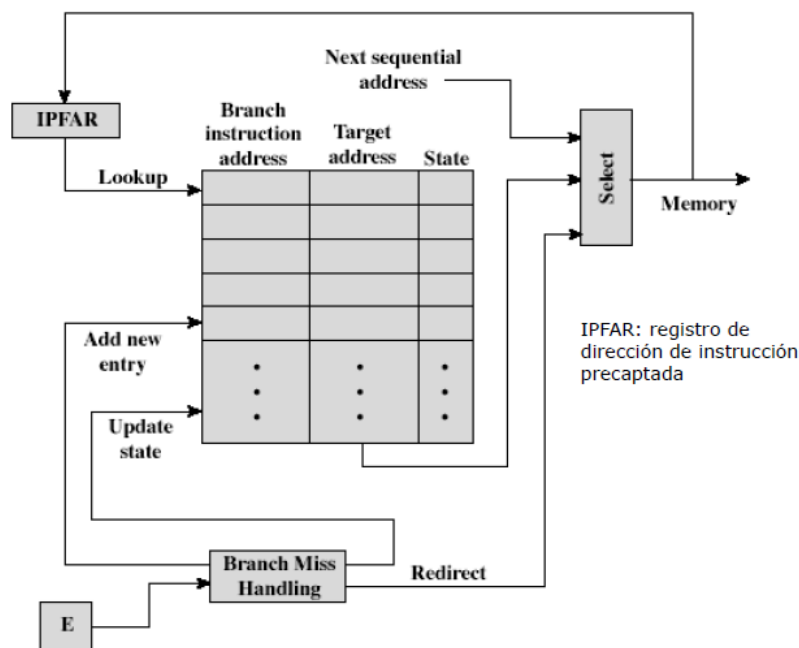 Next sequential
address
IPFAR
Branch
instruction
address
Target
address
State
Lookup
Select
Memory
IPFAR: registro de
dirección de instrucción
precaptada
Add new
entry
Update
state
Branch Miss
Handling
Redirect
E